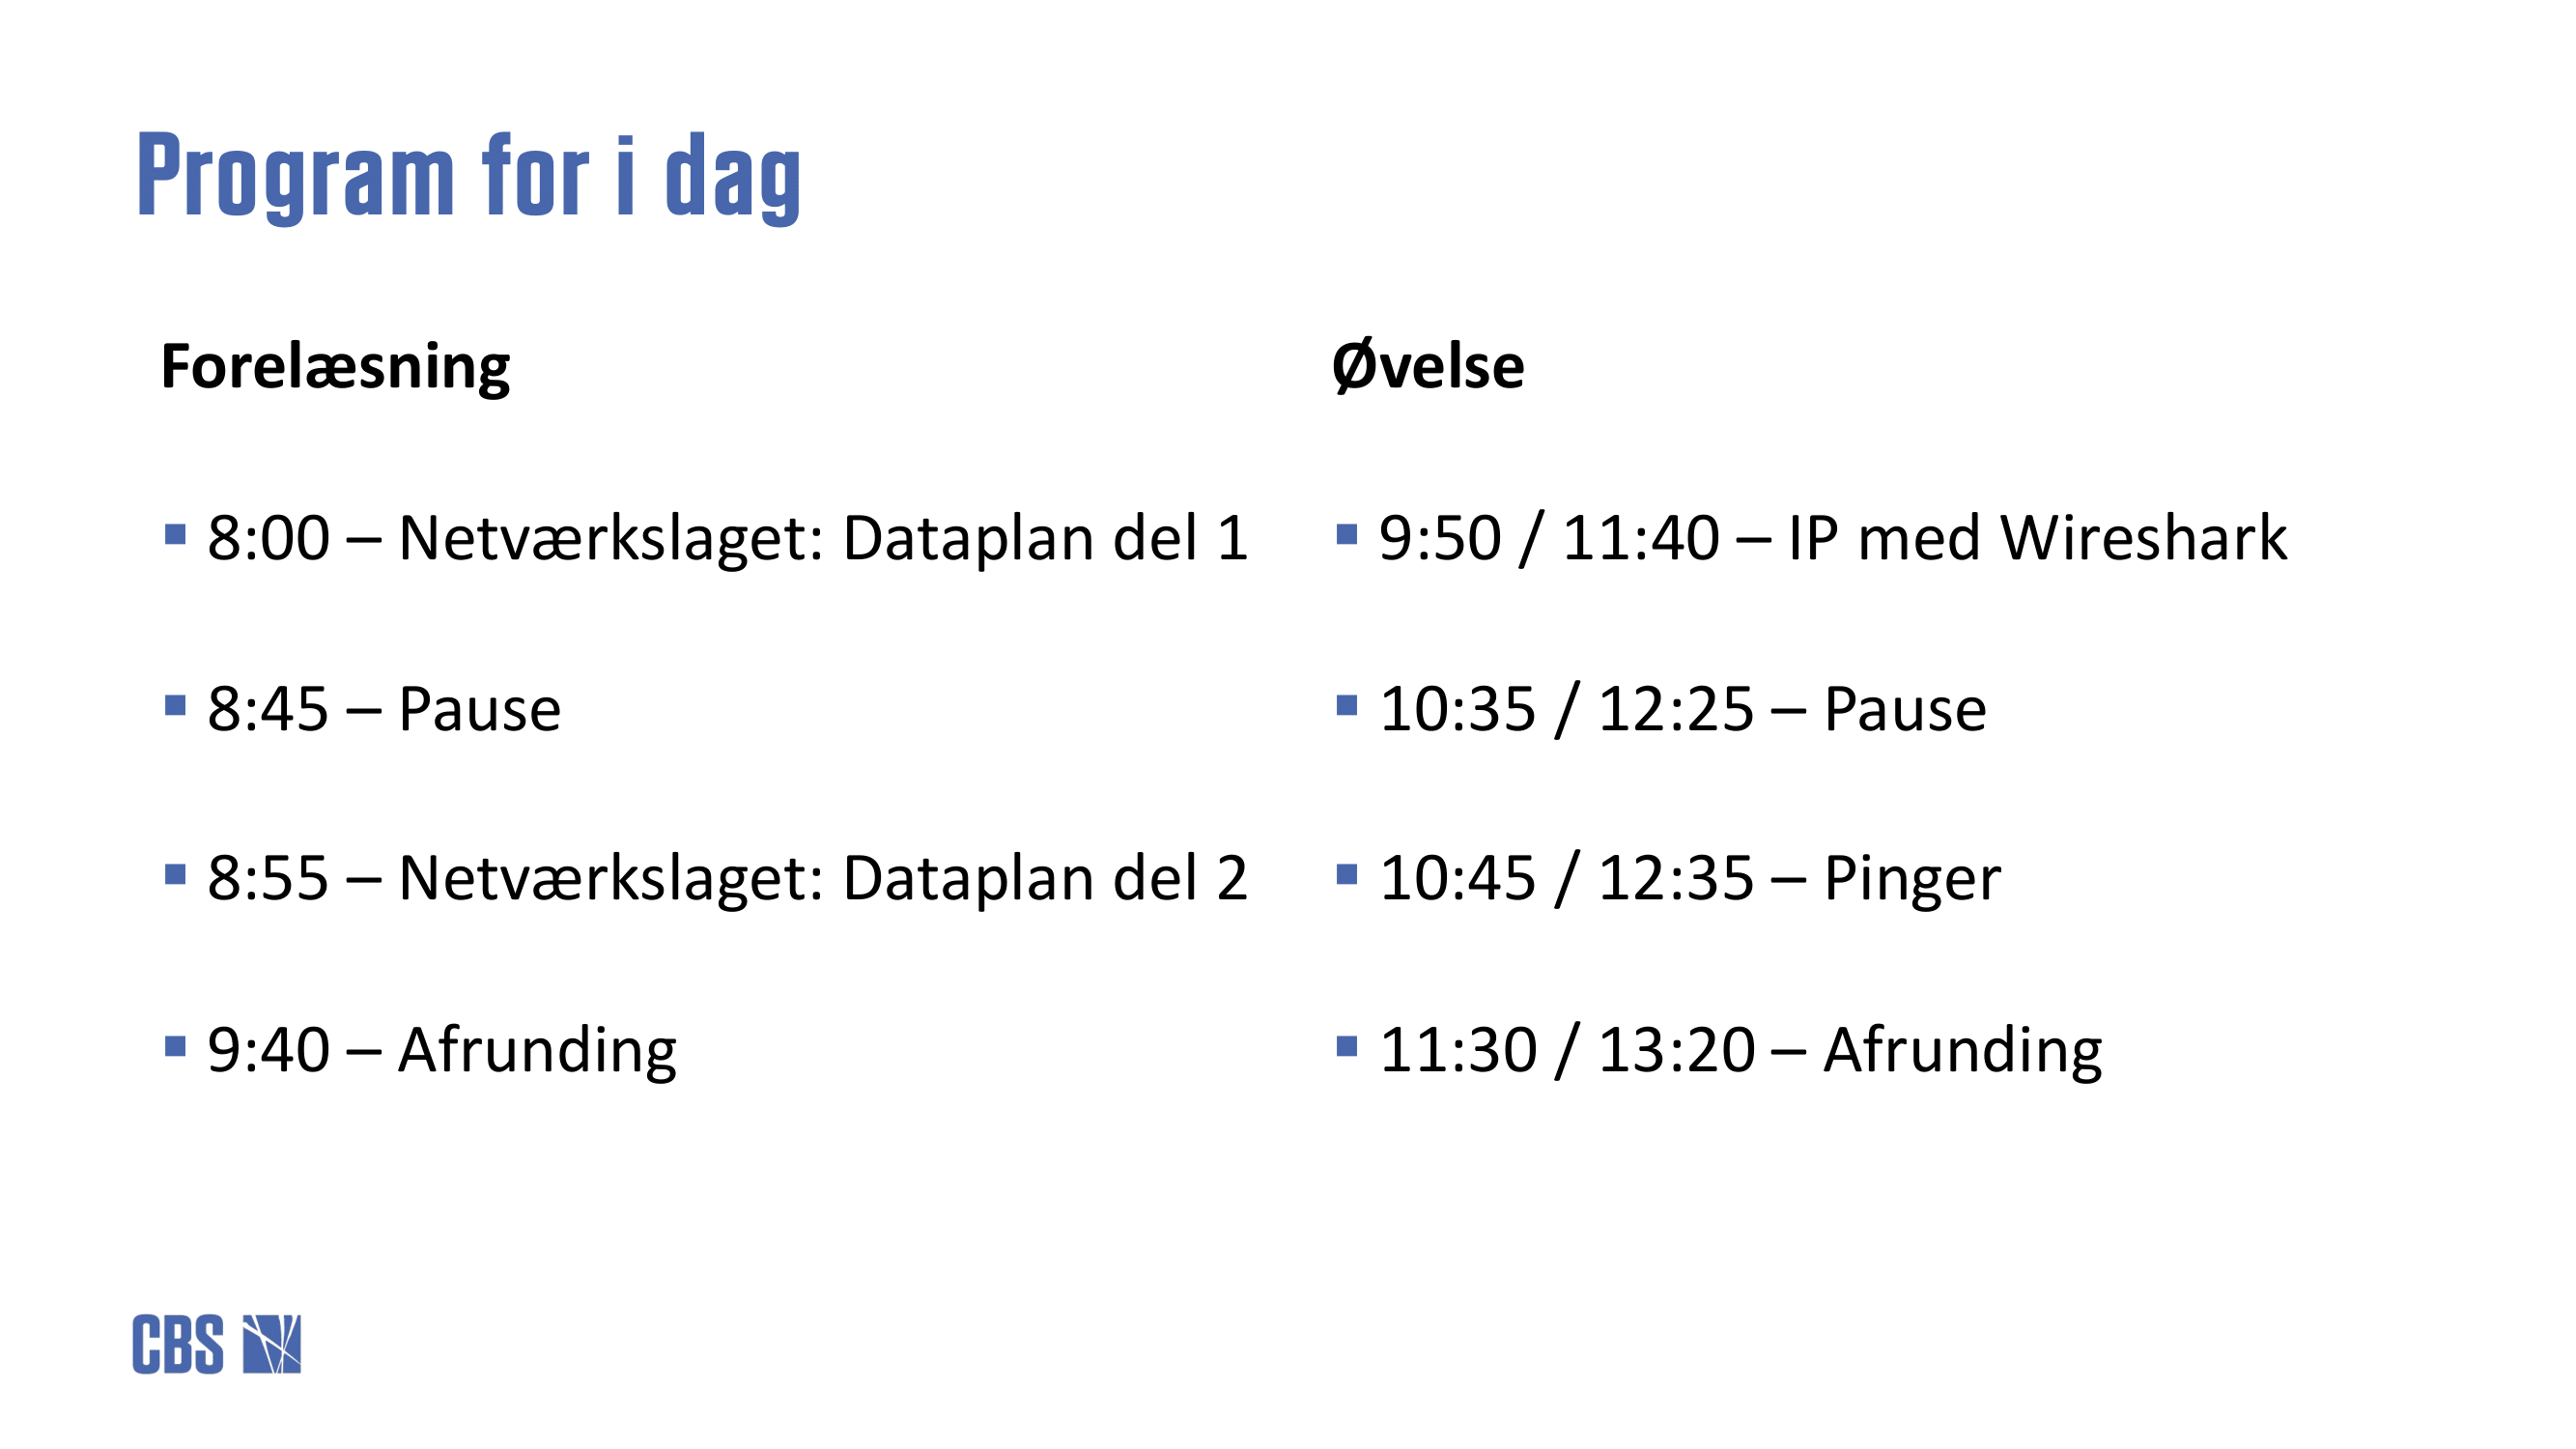 Program for i dag
Forelæsning
▪ 8:00 – Netværkslaget: Dataplan del 1
▪ 8:45 – Pause
▪ 8:55 – Netværkslaget: Dataplan del 2
▪ 9:40 – Afrunding
Øvelse
▪ 9:50 / 11:40 – IP med Wireshark
▪ 10:35 / 12:25 – Pause
▪ 10:45 / 12:35 – Pinger
▪ 11:30 / 13:20 – Afrunding
CBS